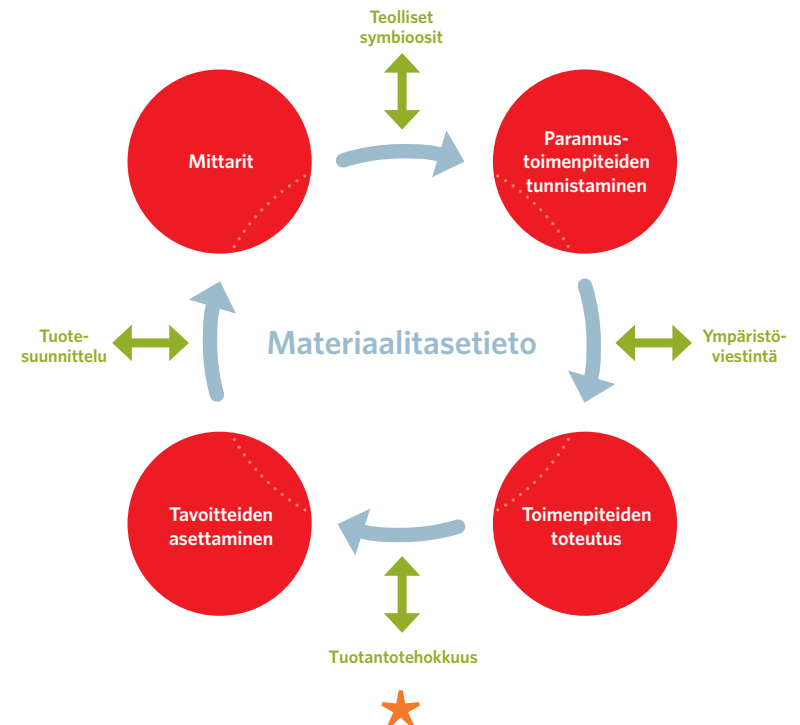 Teolliset
symbioosit
Mittarit
Parannus-
toimenpiteiden
tunnistaminen
Tuote-
suunnittelu
Materiaalitasetieto
Ympäristö-
viestintä
Tavoitteiden
asettaminen
Toimenpiteiden
toteutus
Tuotantotehokkuus